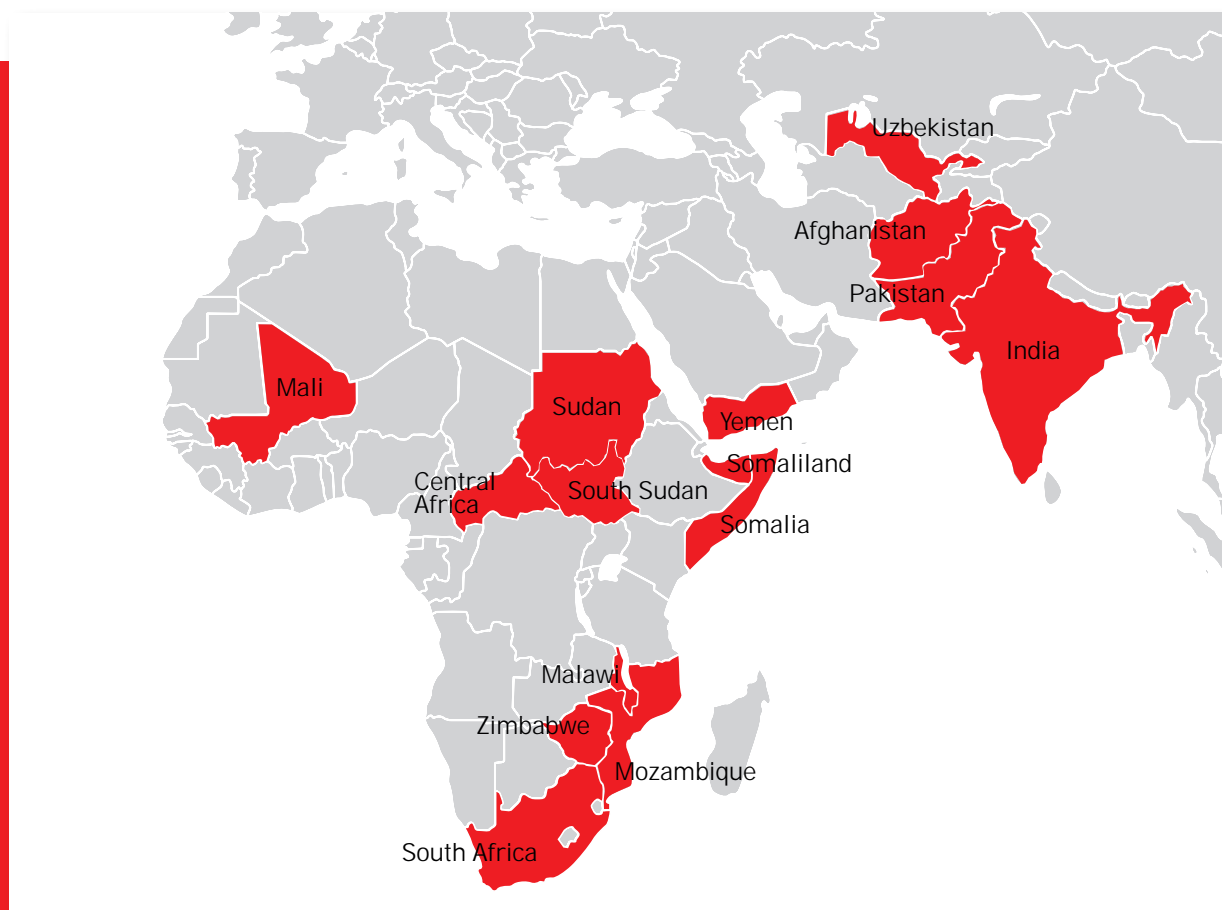 Uzbekistan
Afghanistan
Pakistan
India
Mali
Sudan
Yemen
Somaliland
Central
Africa
South Sudan
Somalia
Malawi
Zimbabwe
Mozambique
South Africa